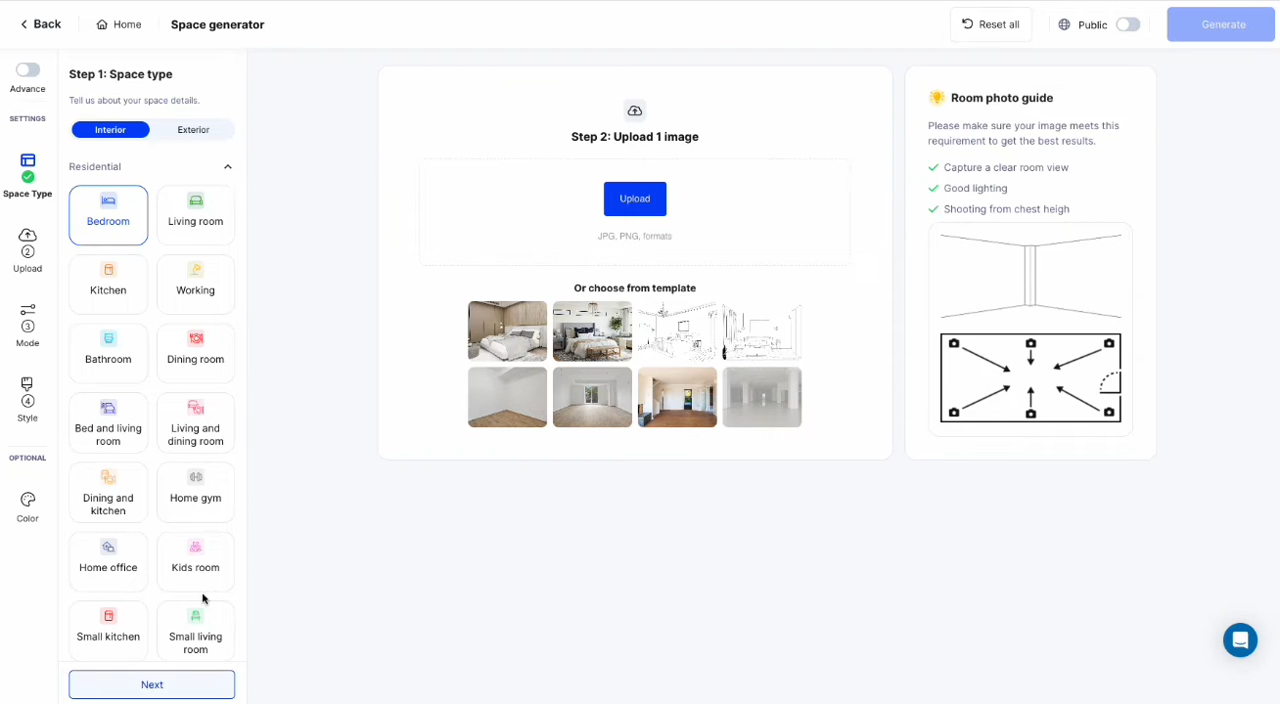 Back
Home
Space generator
Reset all
Public
Generate
Advance
SETTINGS
Space Type
2
Upload
3
Mode
4
Style
OPTIONAL
Color
Step 1: Space type
Tell us about your space details.
Interior
Exterior
Residential
Bedroom
Living room
Kitchen
Working
Bathroom
Dining room
Bed and living
room
Living and
dining room
Dining and
kitchen
Home gym
Home office
Kids room
Small kitchen
Small living
room
Next
Step 2: Upload 1 image
Upload
JPG, PNG, formats
Or choose from template
Room photo guide
Please make sure your image meets this
requirement to get the best results.
Capture a clear room view
Good lighting
Shooting from chest heigh